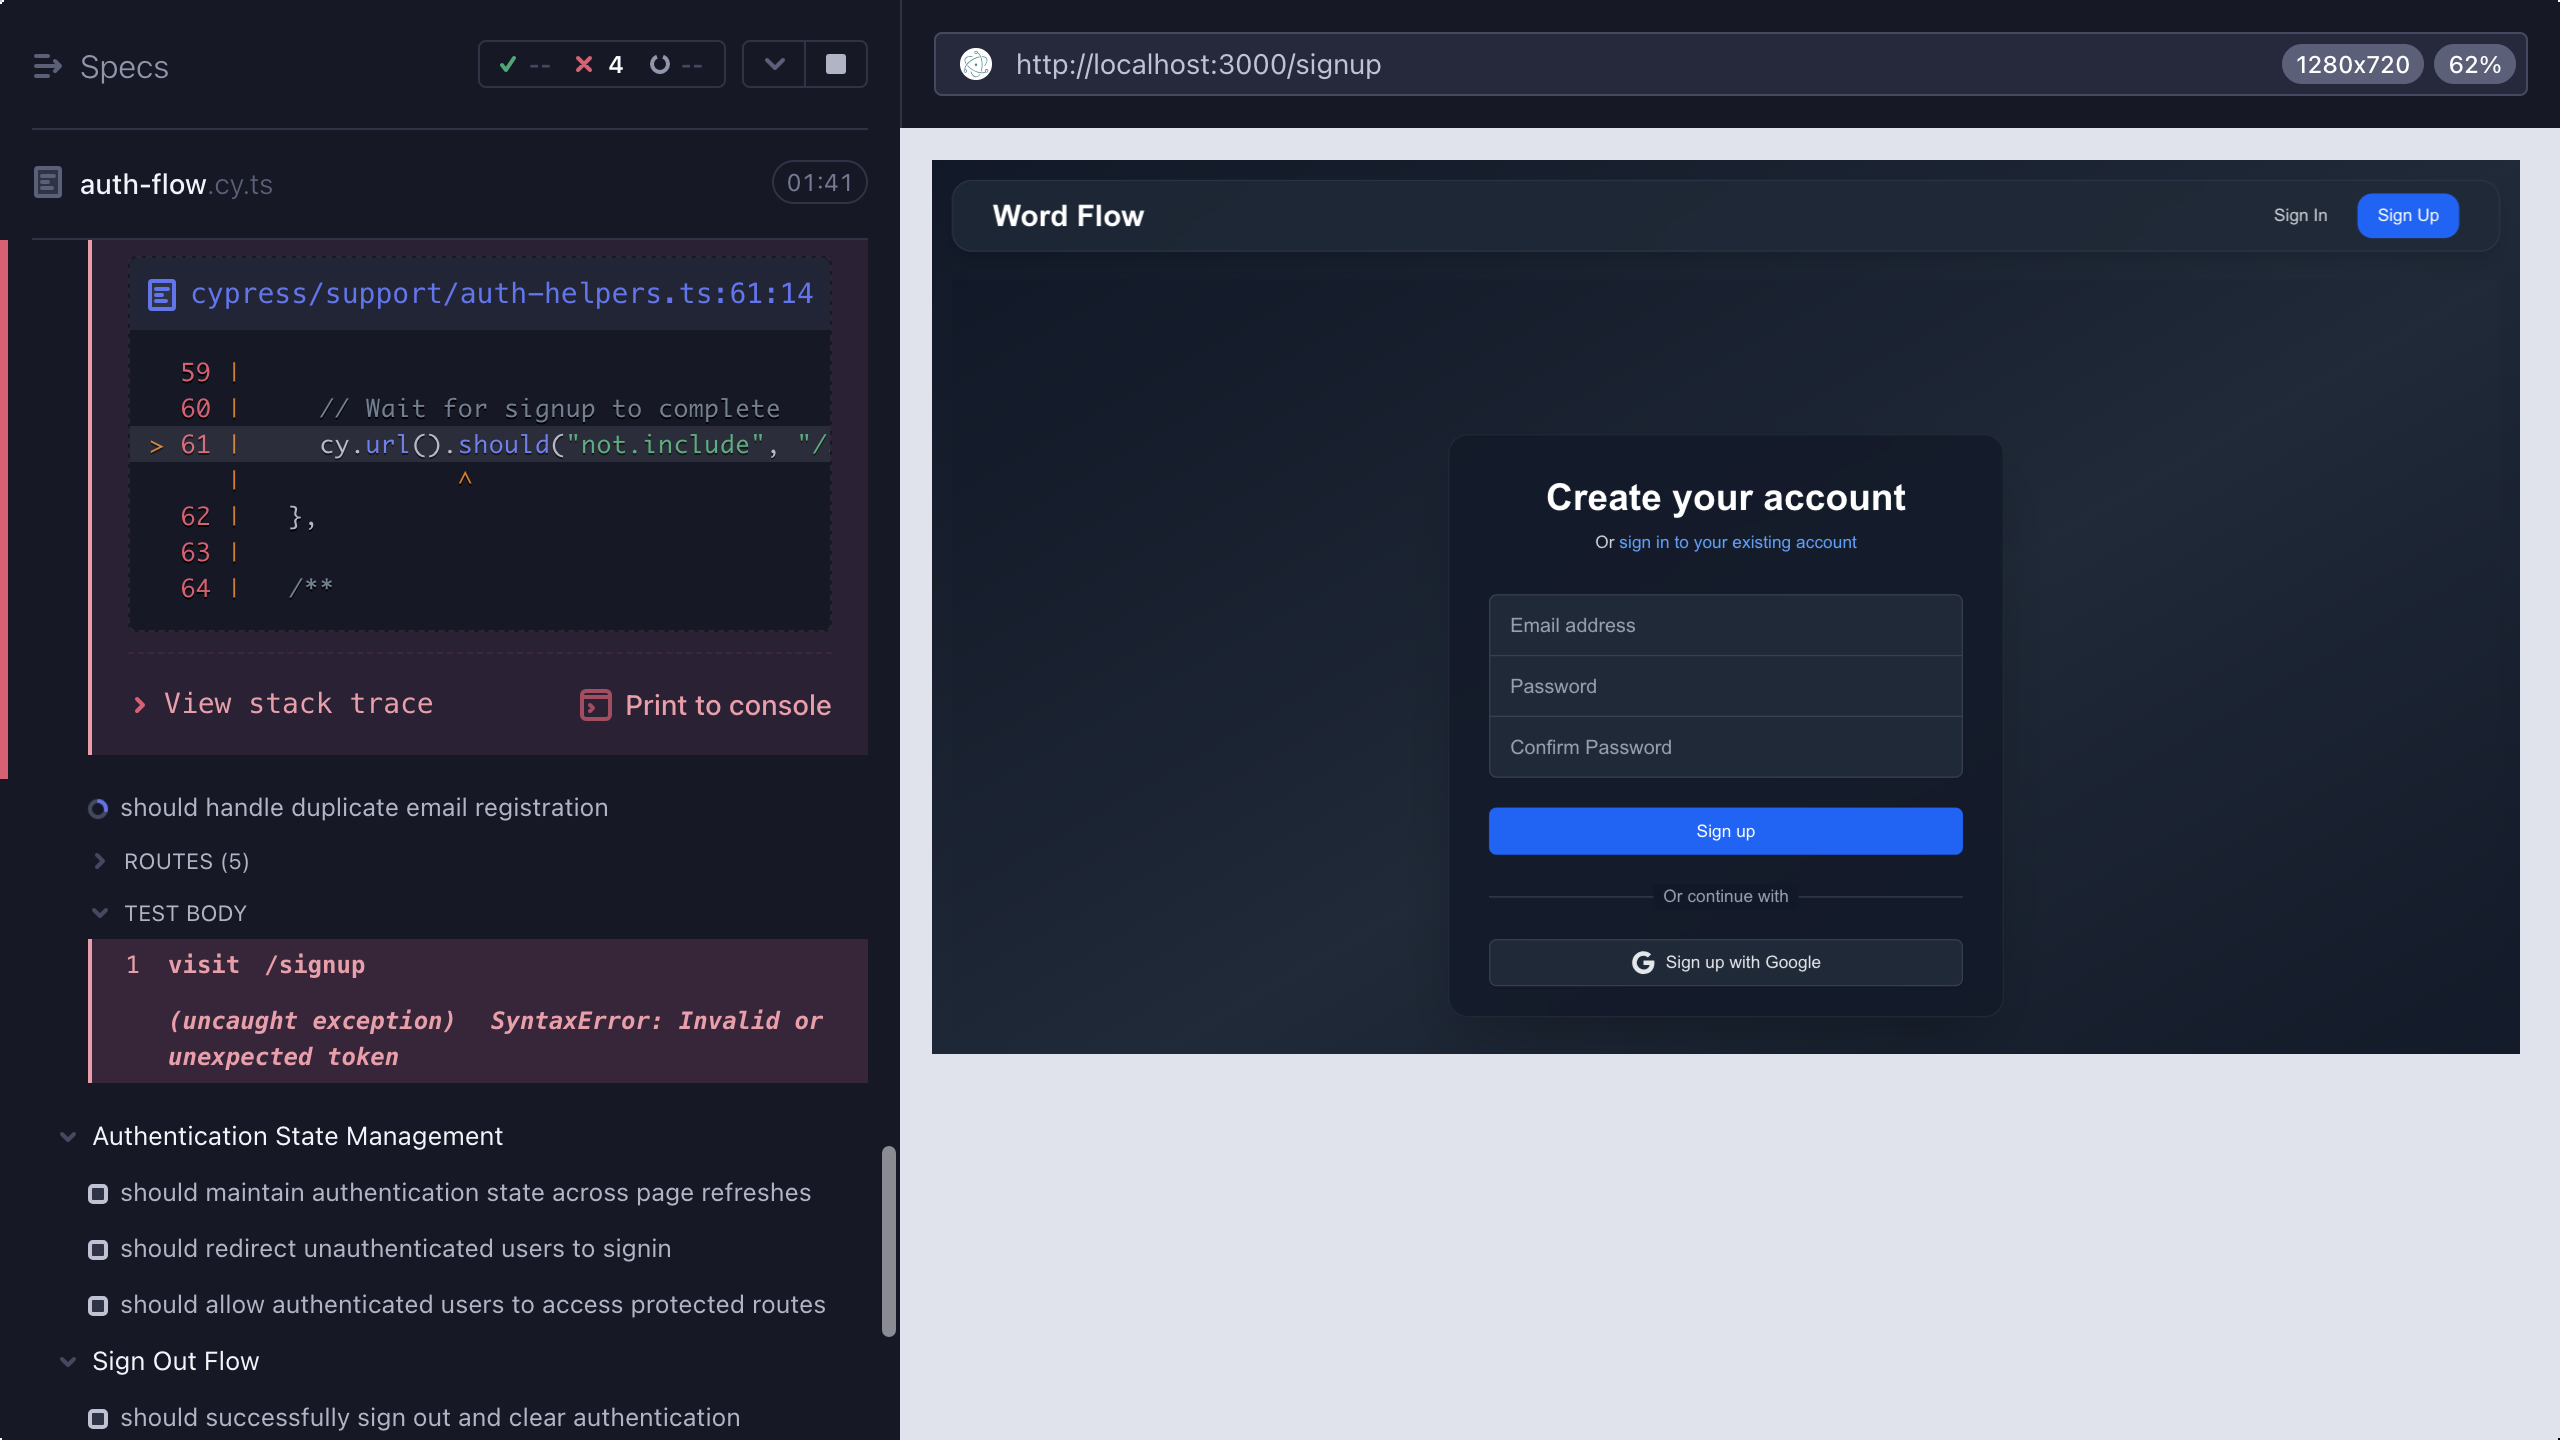 Specs
-- 4 --
auth-flow.cy.ts
01:41
cypress/support/auth-helpers.ts:61:14
59 |
60 | // Wait for signup to complete
> 61 | cy.url().should("not.include", "/
| ^
62 | },
63 |
64 | /**
View stack trace
Print to console
should handle duplicate email registration
ROUTES (5)
TEST BODY
1 visit /signup
(uncaught exception) SyntaxError: Invalid or
unexpected token
Authentication State Management
should maintain authentication state across page refreshes
should redirect unauthenticated users to signin
should allow authenticated users to access protected routes
Sign Out Flow
should successfully sign out and clear authentication
http://localhost:3000/signup
1280x720
62%
Word Flow
Sign In
Sign Up
Create your account
Or sign in to your existing account
Email address
Password
Confirm Password
Sign up
Or continue with
G Sign up with Google